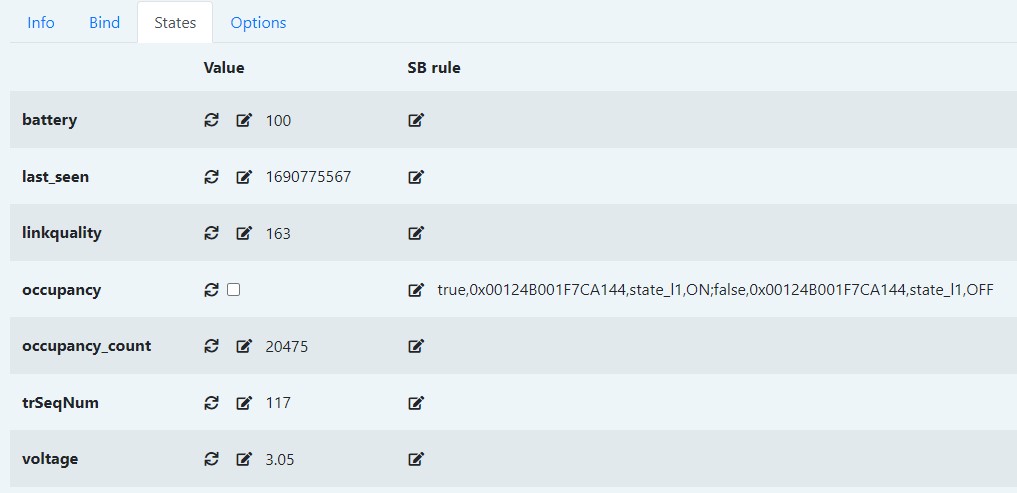 Info Bind States Options
Value SB rule
battery 100
last_seen 1690775567
linkquality 163
occupancy true,0x00124B001F7CA144,state_l1,ON;false,0x00124B001F7CA144,state_l1,OFF
occupancy_count 20475
trSeqNum 117
voltage 3.05